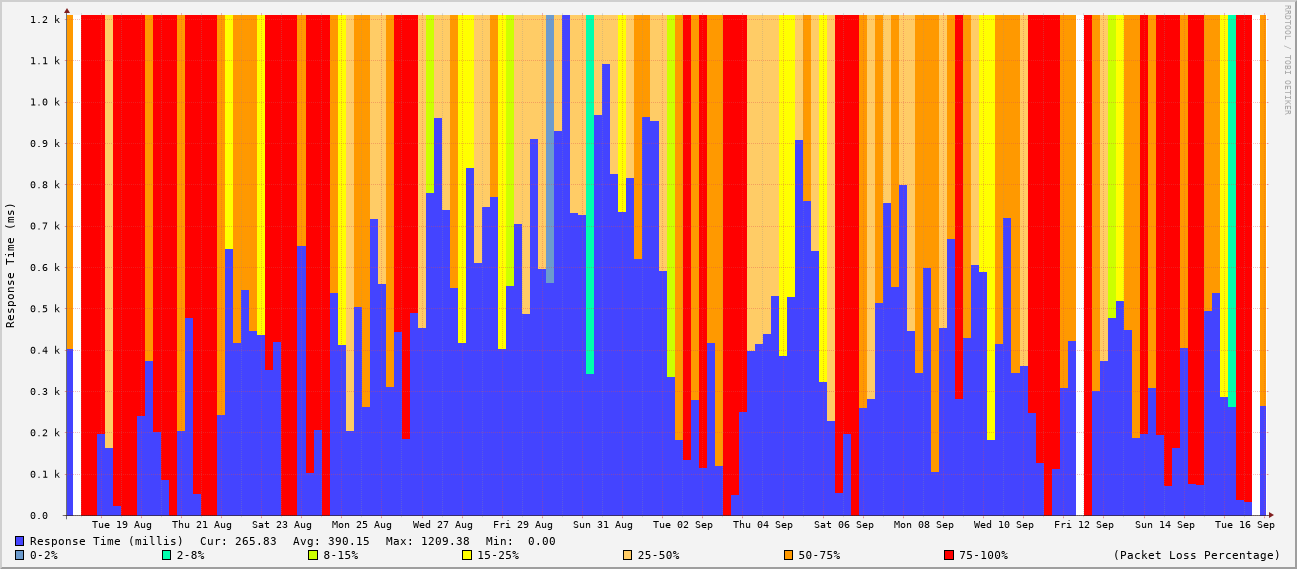 1.2 k
1.1 k
1.0 k
0.9 k
0.8 k
0.7 k
0.6 k
0.5 k
0.4 k
0.3 k
0.2 k
0.1 k
0.0
Response Time (ms)
RRDTOOL / TOBI OETIKER
Tue 19 Aug Thu 21 Aug Sat 23 Aug Mon 25 Aug Wed 27 Aug Fri 29 Aug Sun 31 Aug Tue 02 Sep Thu 04 Sep Sat 06 Sep Mon 08 Sep Wed 10 Sep Fri 12 Sep Sun 14 Sep Tue 16 Sep
Response Time (millis) Cur: 265.83 Avg: 390.15 Max: 1209.38 Min: 0.00
0-2% 2-8% 8-15% 15-25% 25-50% 50-75% 75-100% (Packet Loss Percentage)